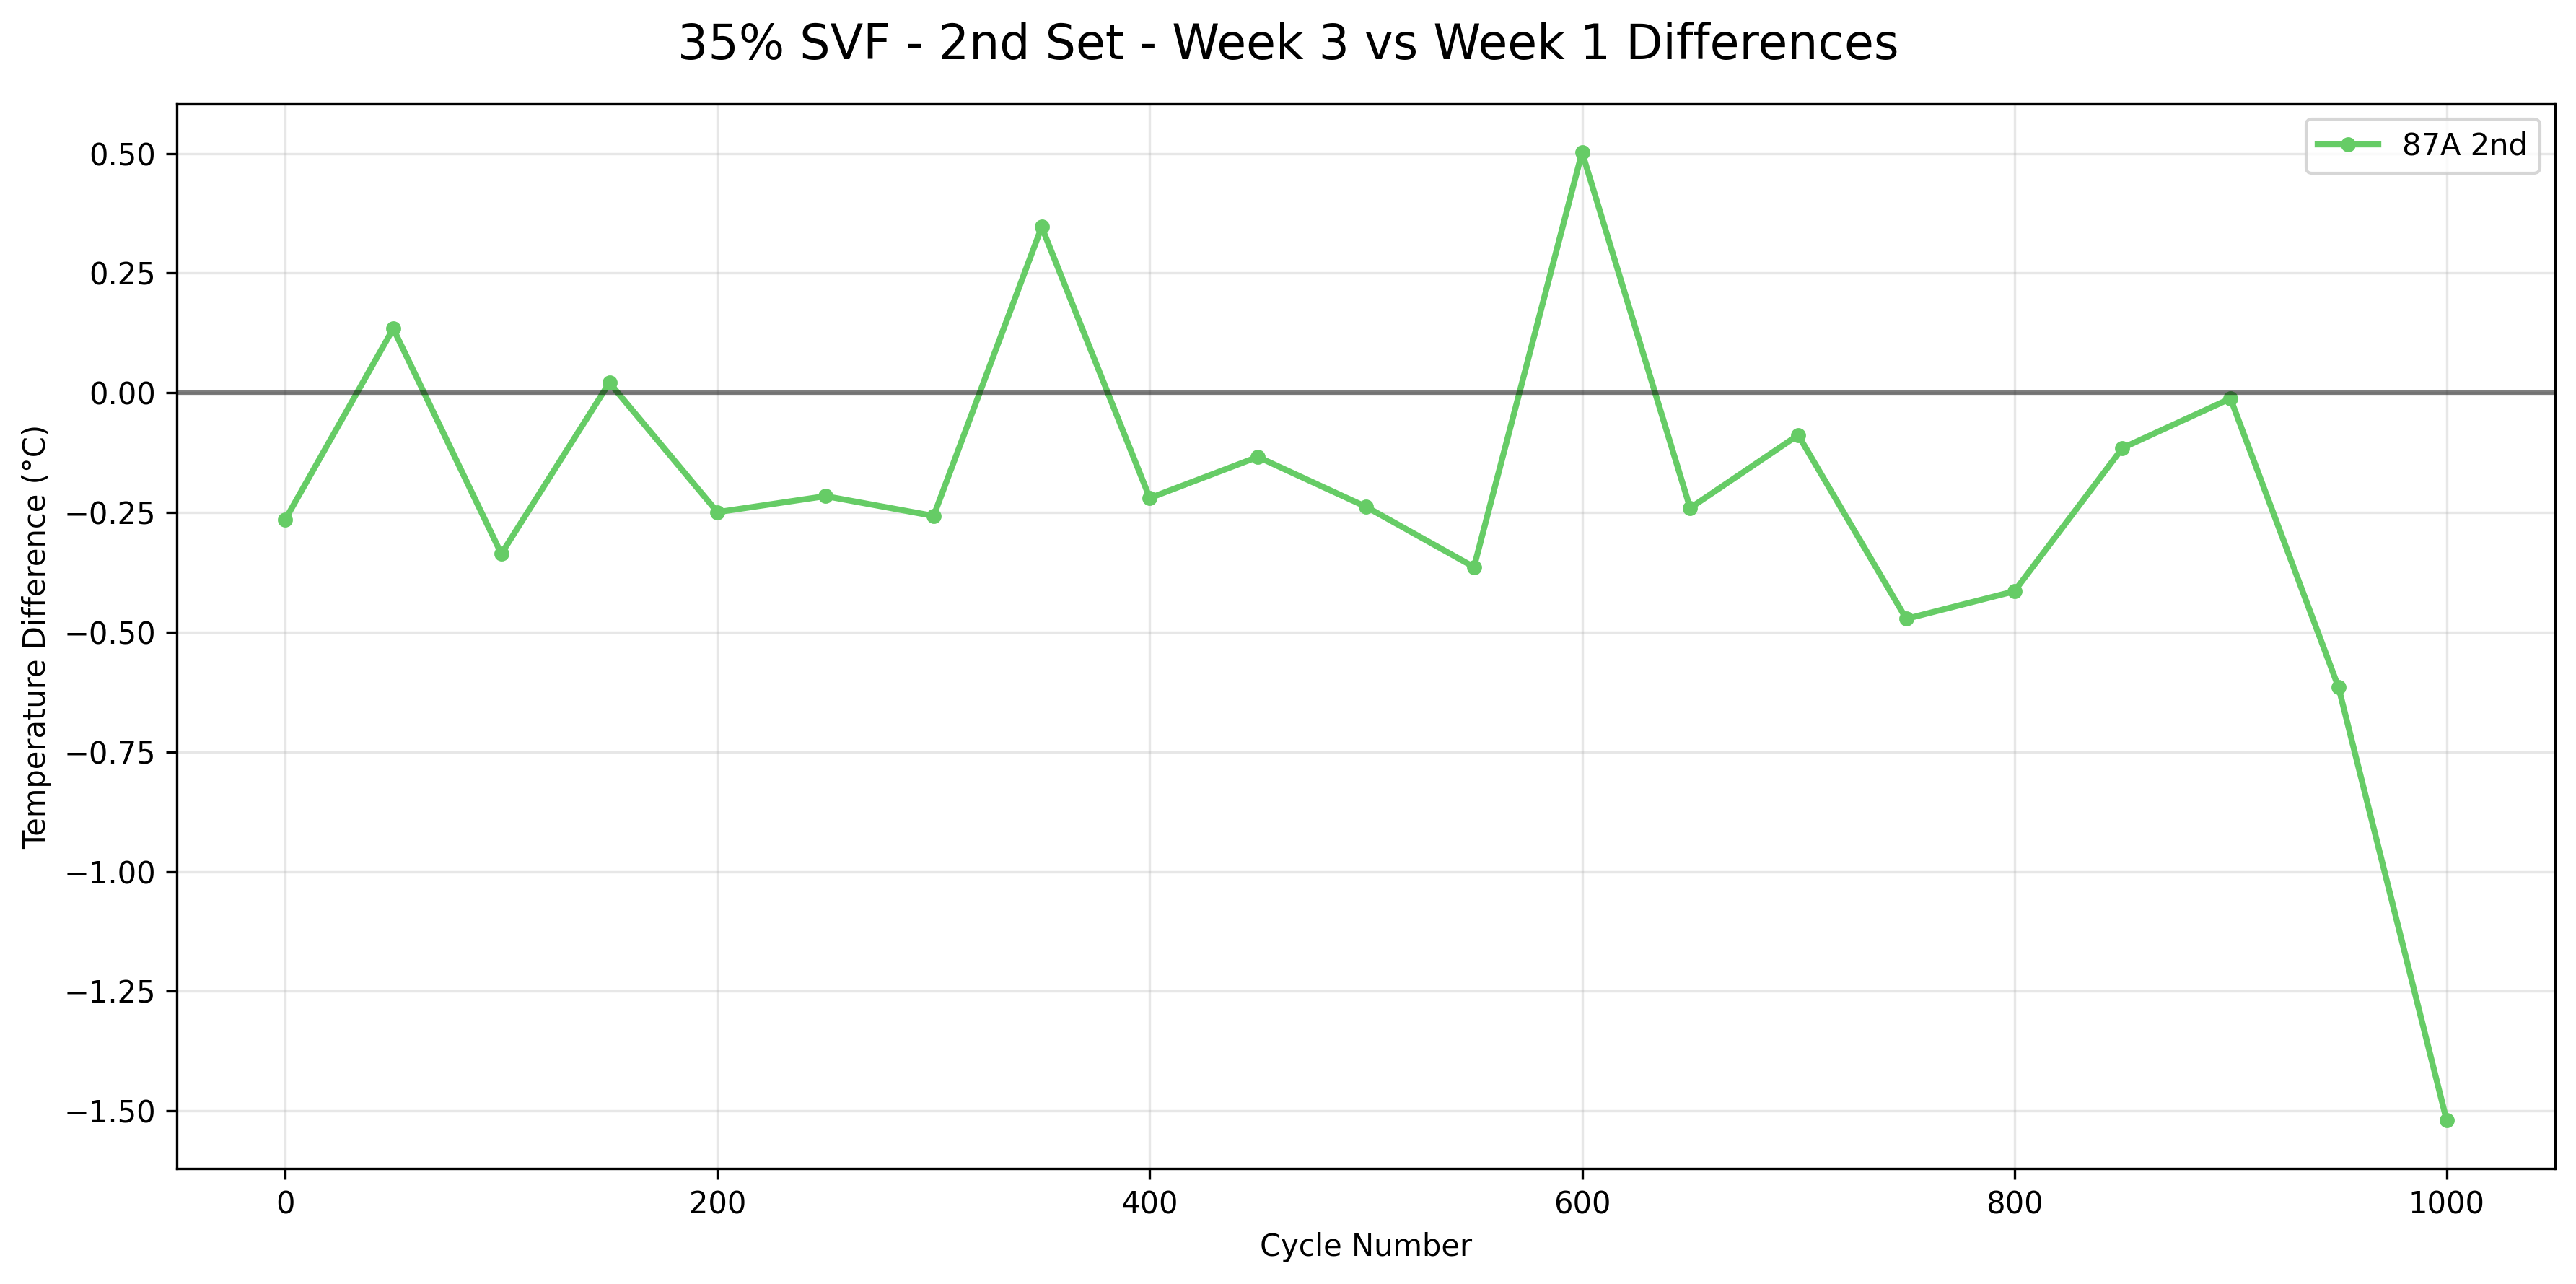 35% SVF - 2nd Set - Week 3 vs Week 1 Differences
87A 2nd
Temperature Difference (°C)
0.50
0.25
0.00
−0.25
−0.50
−0.75
−1.00
−1.25
−1.50
0 200 400 600 800 1000
Cycle Number